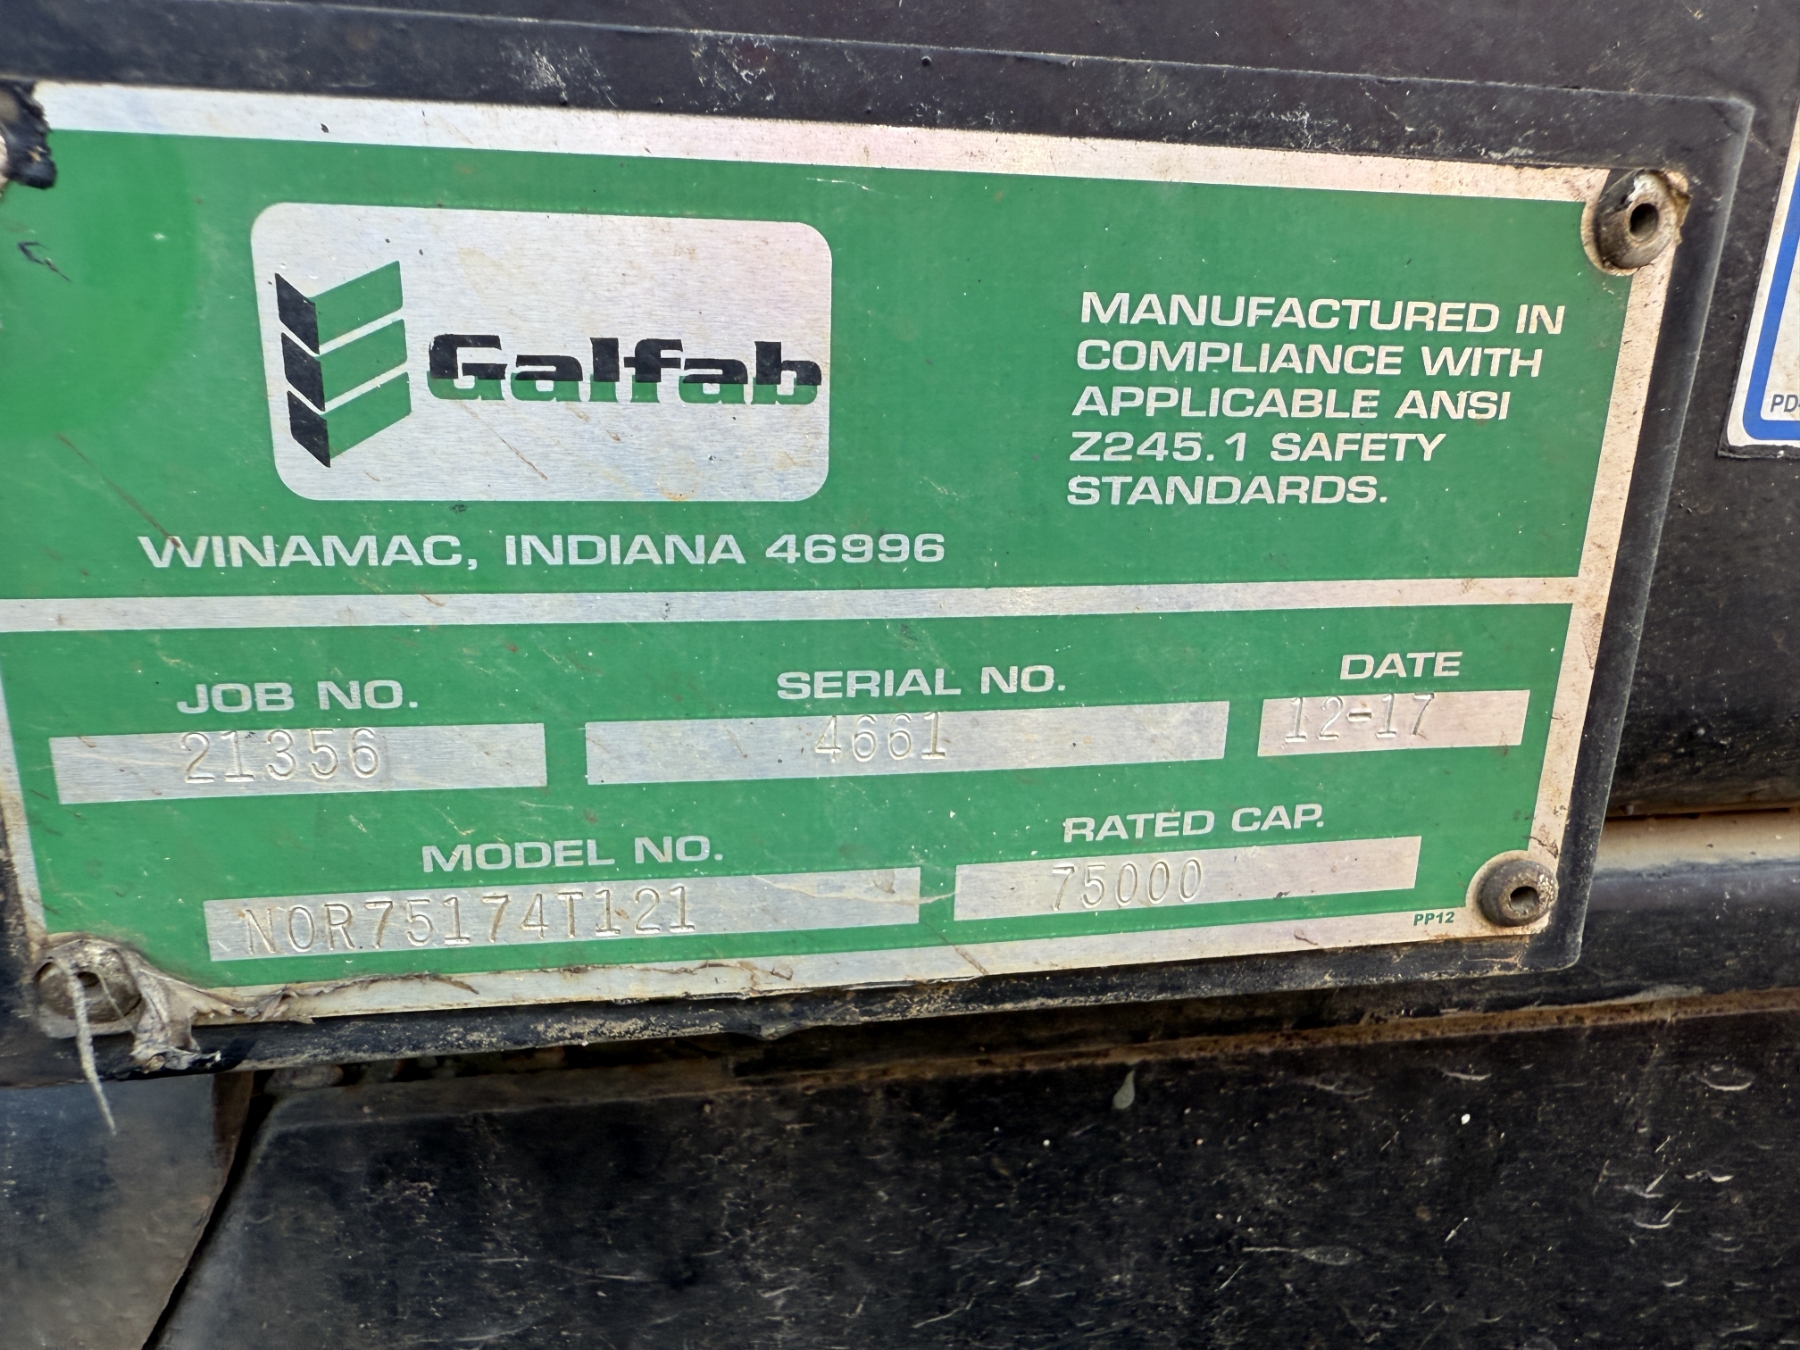 Galfab
WINAMAC, INDIANA 46996
MANUFACTURED IN
COMPLIANCE WITH
APPLICABLE ANSI
Z245.1 SAFETY
STANDARDS.
JOB NO.
21356
SERIAL NO.
4661
DATE
12-17
MODEL NO.
NOR75174T121
RATED CAP.
75000
PP12
PD-